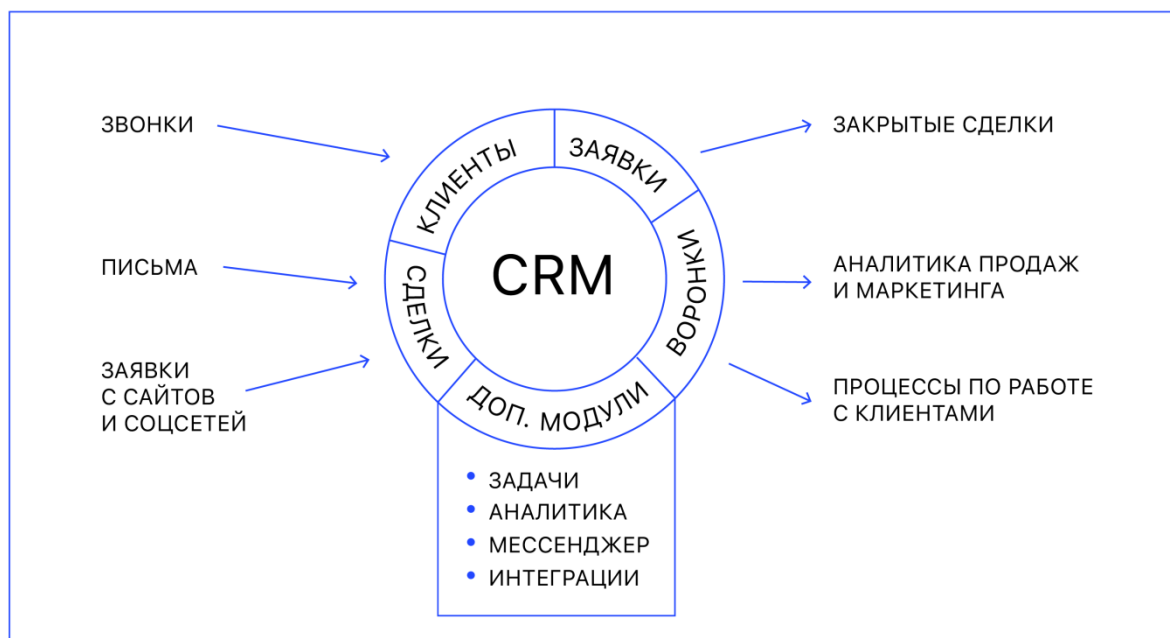 ЗВОНКИ
ПИСЬМА
ЗАЯВКИ
С САЙТОВ
И СОЦСЕТЕЙ
КЛИЕНТЫ
ЗАЯВКИ
ВОРОНКИ
ДОП. МОДУЛИ
СДЕЛКИ
CRM
ЗАДАЧИ
АНАЛИТИКА
МЕССЕНДЖЕР
ИНТЕГРАЦИИ
ЗАКРЫТЫЕ СДЕЛКИ
АНАЛИТИКА ПРОДАЖ
И МАРКЕТИНГА
ПРОЦЕССЫ ПО РАБОТЕ
С КЛИЕНТАМИ